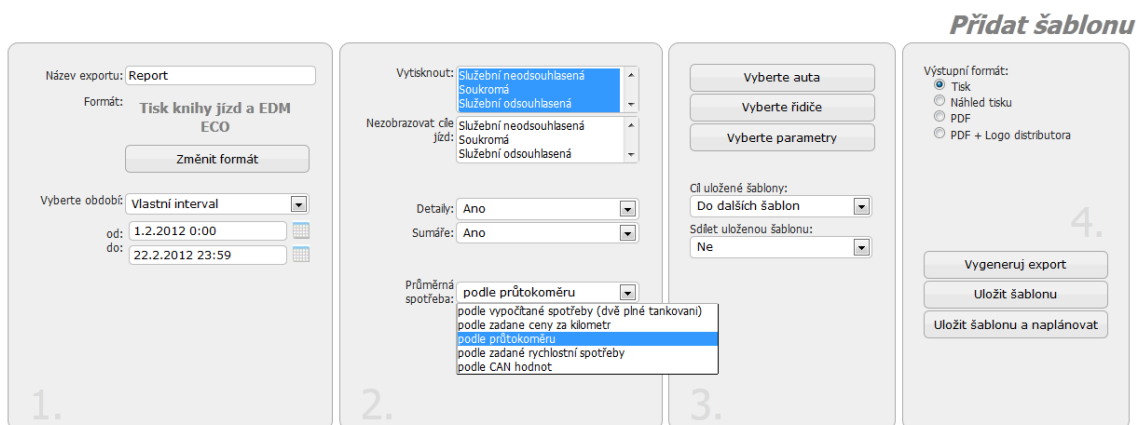 Přidat šablonu
Název exportu: Report
Formát: Tisk knihy jízd a EDM
ECO
Změnit formát
Vyberte období: Vlastní interval
od: 1.2.2012 0:00
do: 22.2.2012 23:59
1.
Vytisknout: Služební neodsouhlasená
Soukromá
Služební odsouhlasená
Nezobrazovat cíle jízd: Služební neodsouhlasená
Soukromá
Služební odsouhlasená
Detaily: Ano
Sumáře: Ano
Průměrná spotřeba: podle průtokoměru
podle vypočítané spotřeby (dvě plné tankovani)
podle zadane ceny za kilometr
podle průtokoměru
podle zadané rychlostní spotřeby
podle CAN hodnot
2.
Vyberte auta
Vyberte řidiče
Vyberte parametry
Cíl uložené šablony:
Do dalších šablon
Sdílet uloženou šablonu:
Ne
3.
Výstupní formát:
Tisk
Náhled tisku
PDF
PDF + Logo distributora
4.
Vygeneruj export
Uložit šablonu
Uložit šablonu a naplánovat